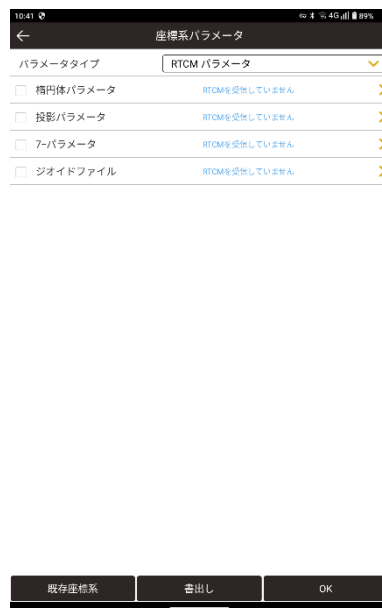 10:41 4G 89%
座標系パラメータ
パラメータタイプ RTCM パラメータ
楕円体パラメータ RTCMを受信していません
投影パラメータ RTCMを受信していません
7-パラメータ RTCMを受信していません
ジオイドファイル RTCMを受信していません
既存座標系 書出し OK